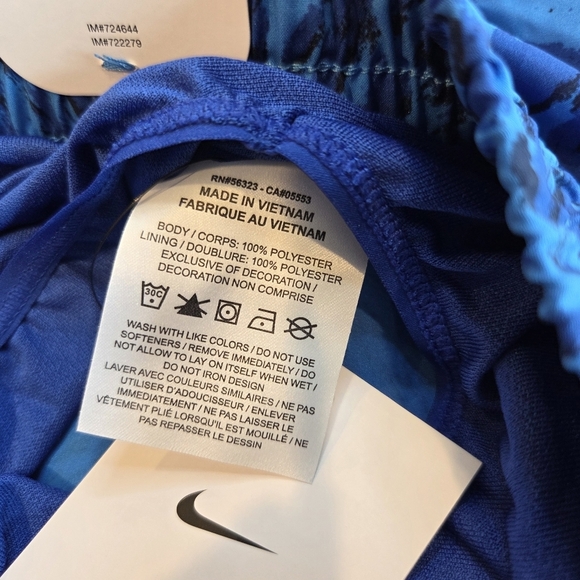 IM#724644
IM#722279
RN#56323 - CA#05553
MADE IN VIETNAM
FABRIQUE AU VIETNAM
BODY / CORPS: 100% POLYESTER
LINING / DOUBLURE: 100% POLYESTER
EXCLUSIVE OF DECORATION /
DECORATION NON COMPRISE
30C
WASH WITH LIKE COLORS / DO NOT USE
SOFTENERS / REMOVE IMMEDIATELY / DO
NOT ALLOW TO LAY ON ITSELF WHEN WET /
DO NOT IRON DESIGN
LAVER AVEC COULEURS SIMILAIRES / NE PAS
UTILISER D'ADOUCISSEUR / ENLEVER
IMMEDIATEMENT / NE PAS LAISSER LE
VÊTEMENT PLIÉ LORSQU'IL EST MOUILLÉ / NE
PAS REPASSER LE DESSIN